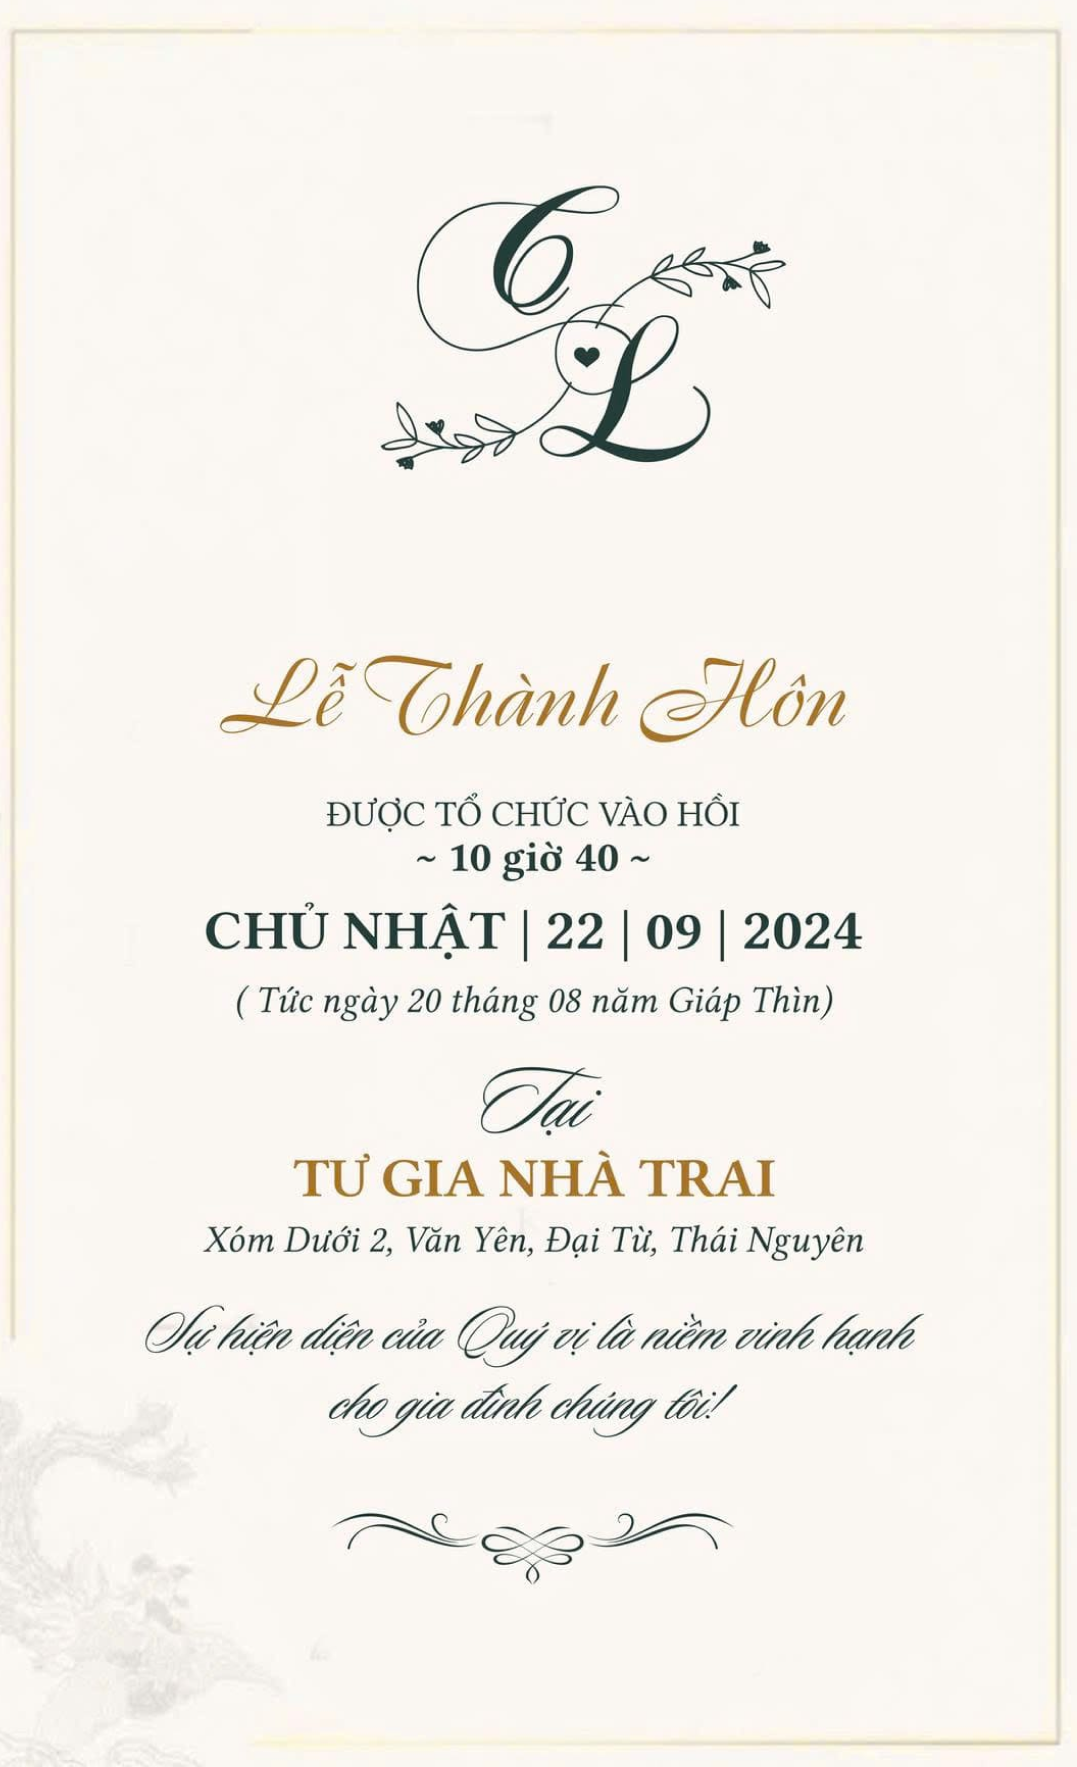 C
L
Lễ Thành Hôn
ĐƯỢC TỔ CHỨC VÀO HỒI
~ 10 giờ 40 ~
CHỦ NHẬT | 22 | 09 | 2024
( Tức ngày 20 tháng 08 năm Giáp Thìn)
Tại
TƯ GIA NHÀ TRAI
Xóm Dưới 2, Văn Yên, Đại Từ, Thái Nguyên
Sự hiện diện của Quý vị là niềm vinh hạnh
cho gia đình chúng tôi!